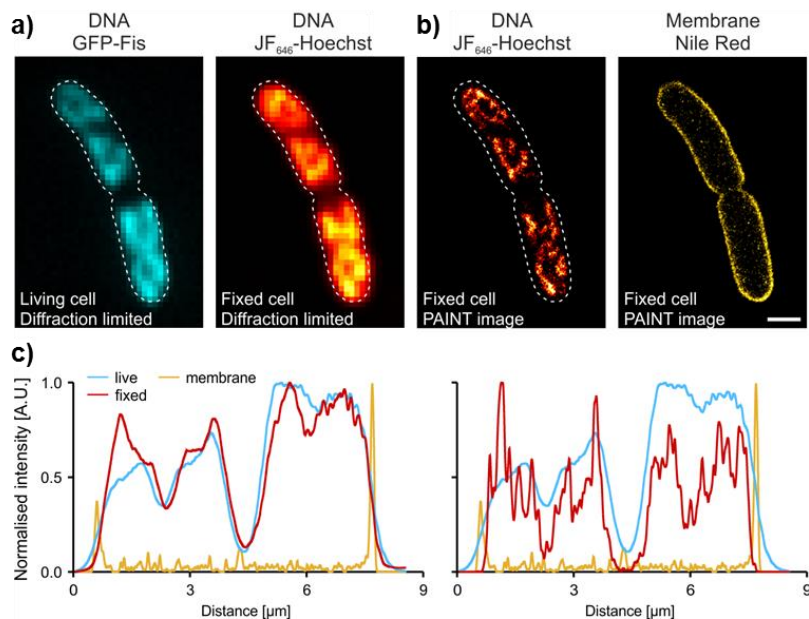 a)
DNA
GFP-Fis
DNA
JF646-Hoechst
b)
DNA
JF646-Hoechst
Membrane
Nile Red
Living cell
Diffraction limited
Fixed cell
Diffraction limited
Fixed cell
PAINT image
Fixed cell
PAINT image
c)
live
fixed
membrane
Normalised intensity [A.U.]
1.0
0.5
0.0
0
3
6
9
Distance [µm]
0
3
6
9
Distance [µm]